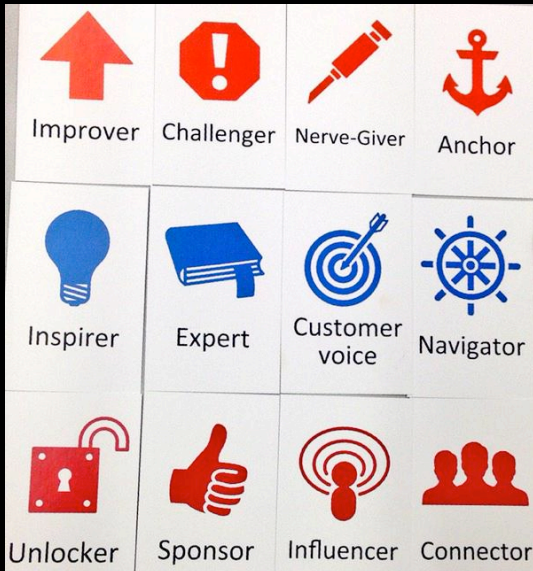 Improver Challenger Nerve-Giver Anchor
Inspirer Expert Customer voice Navigator
Unlocker Sponsor Influencer Connector